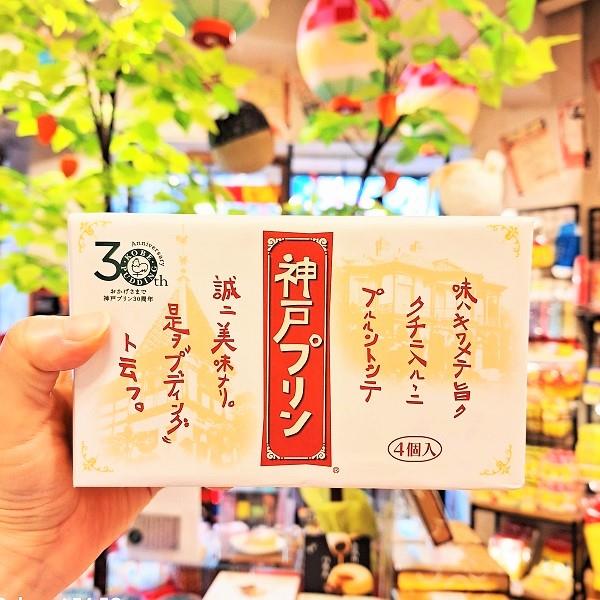 味ハキワメテ旨ク
クチニ入ルヽニ
プルルントシテ
神戸プリン
誠ニ美味ナリ。
是ヲ〝プディング〟
ト云フ。
4個入
®
30th
Anniversary
KOBE PUDDING
おかげさまで
神戸プリン30周年